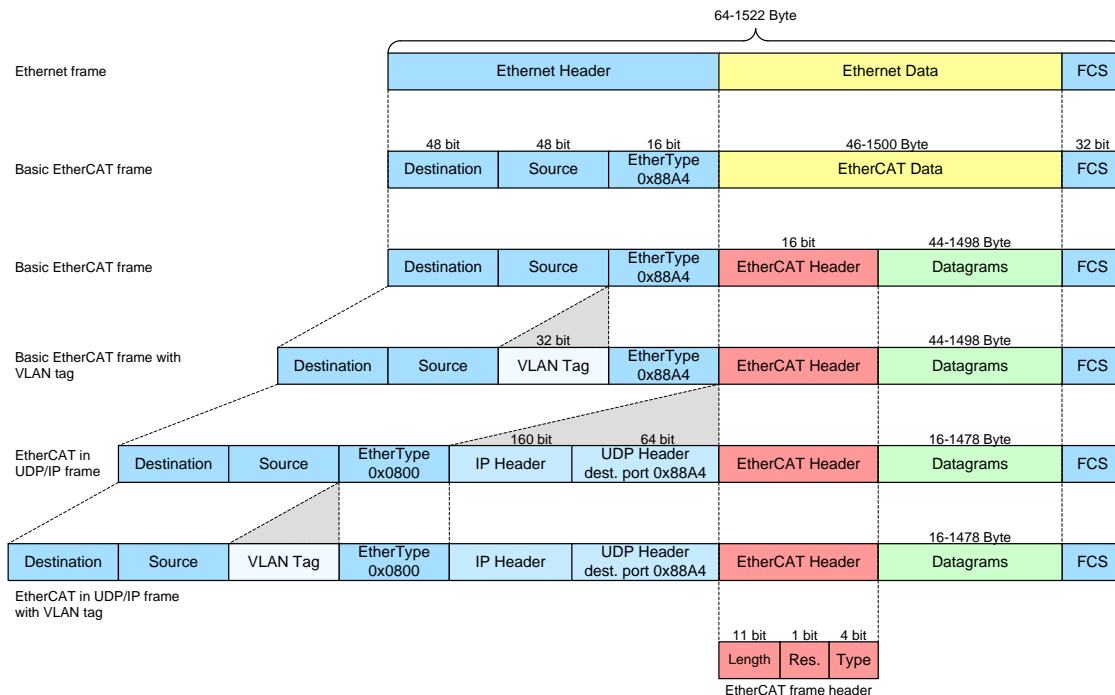 64-1522 Byte
Ethernet frame
Ethernet Header
Ethernet Data
FCS
48 bit
48 bit
16 bit
46-1500 Byte
32 bit
Basic EtherCAT frame
Destination
Source
EtherType
0x88A4
EtherCAT Data
FCS
16 bit
44-1498 Byte
Basic EtherCAT frame
Destination
Source
EtherType
0x88A4
EtherCAT Header
Datagrams
FCS
32 bit
44-1498 Byte
Basic EtherCAT frame with
VLAN tag
Destination
Source
VLAN Tag
EtherType
0x88A4
EtherCAT Header
Datagrams
FCS
160 bit
64 bit
16-1478 Byte
EtherCAT in
UDP/IP frame
Destination
Source
EtherType
0x0800
IP Header
UDP Header
dest. port 0x88A4
EtherCAT Header
Datagrams
FCS
16-1478 Byte
Destination
Source
VLAN Tag
EtherType
0x0800
IP Header
UDP Header
dest. port 0x88A4
EtherCAT Header
Datagrams
FCS
EtherCAT in UDP/IP frame
with VLAN tag
11 bit
1 bit
4 bit
Length
Res.
Type
EtherCAT frame header